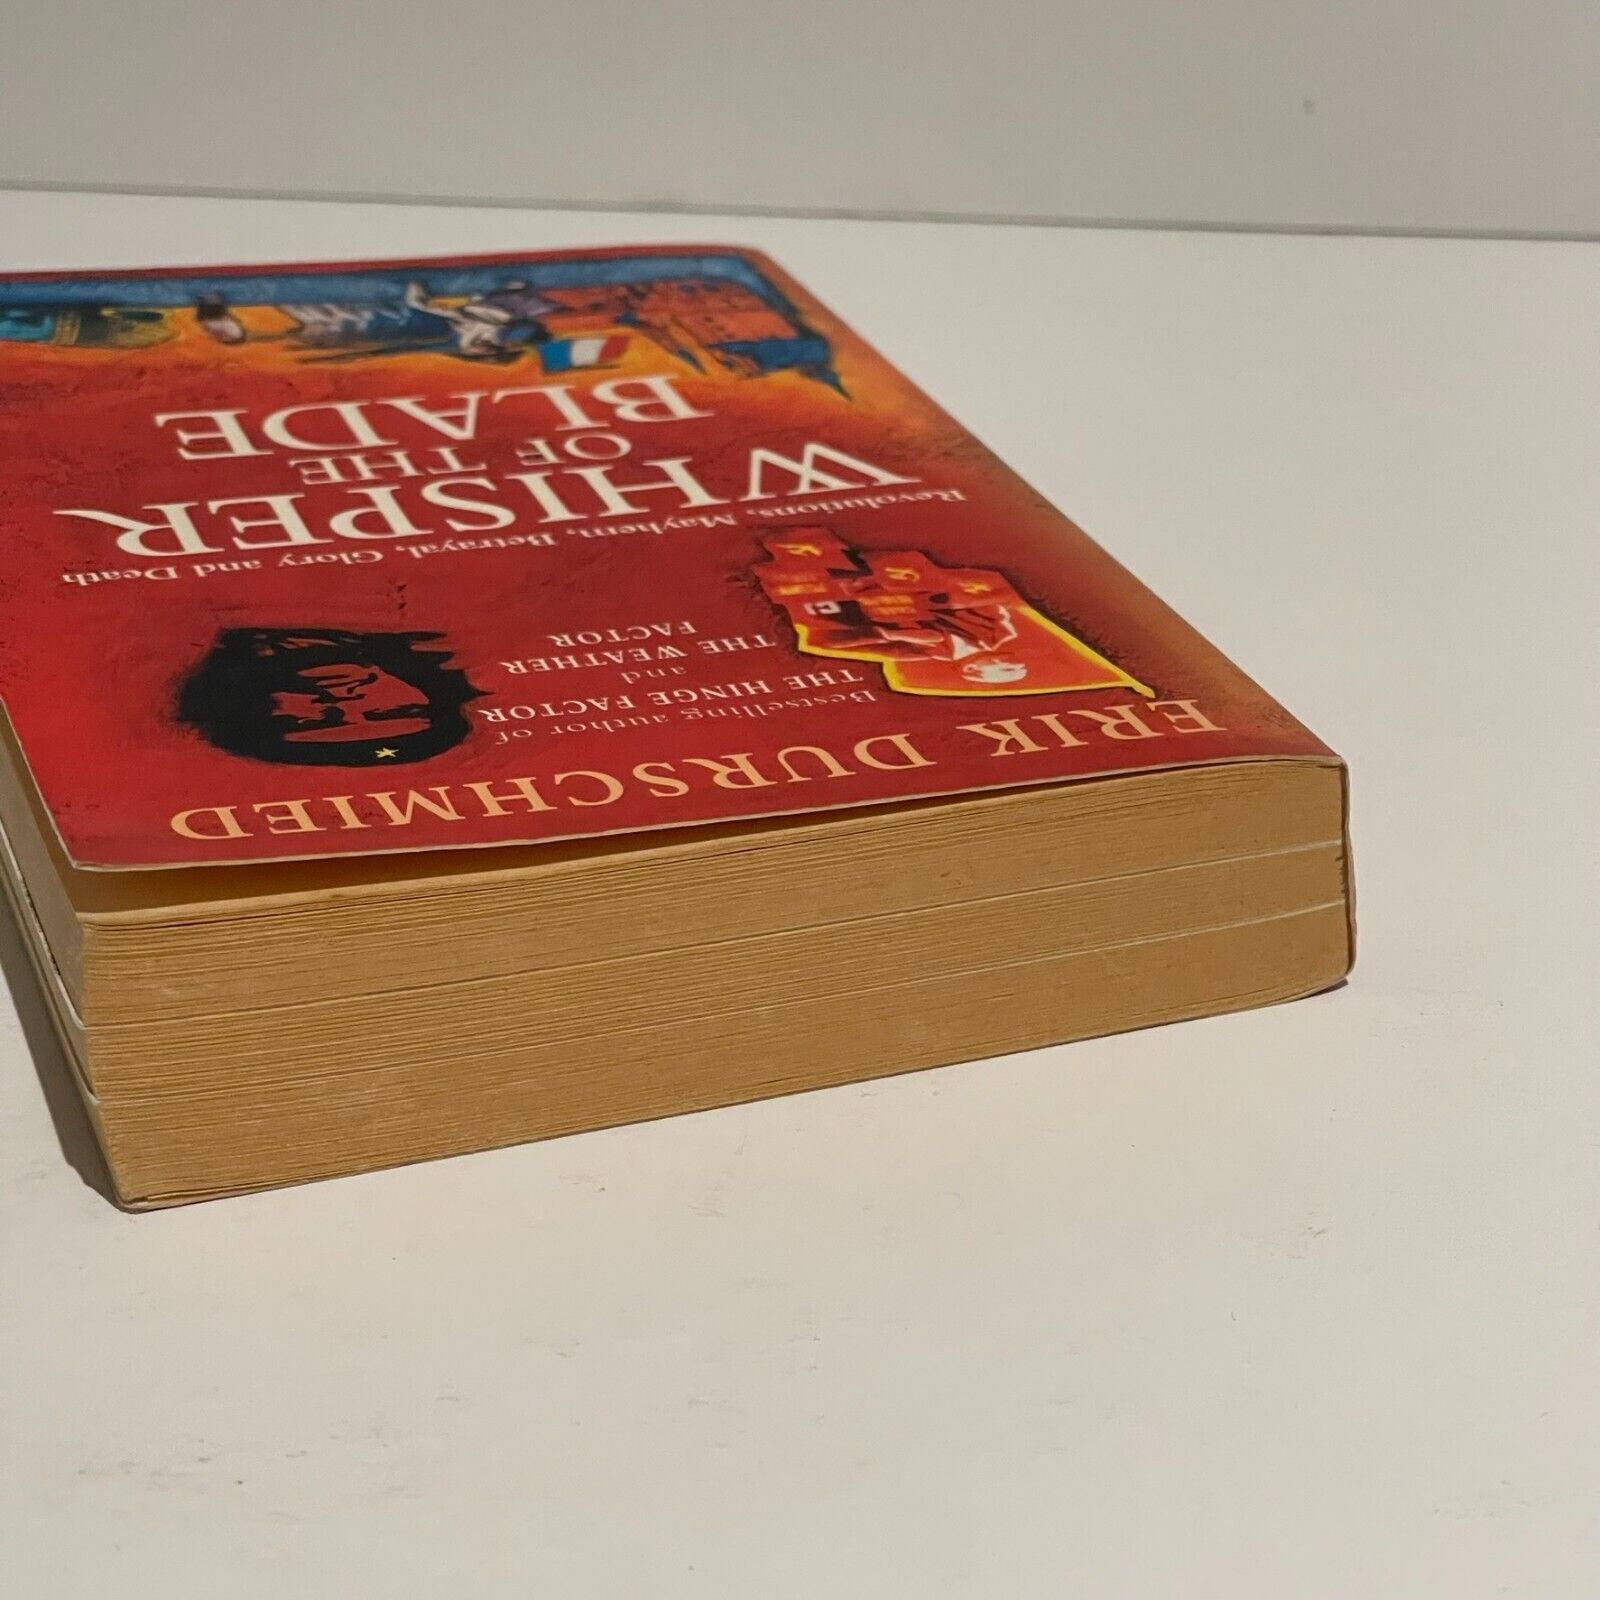 ERIK DURSCHMIED
Bestselling author of
THE HINGE FACTOR
and
THE WEATHER
FACTOR
Revolutions, Mayhem, Betrayal, Glory and Death
WHISPER
OF THE
BLADE